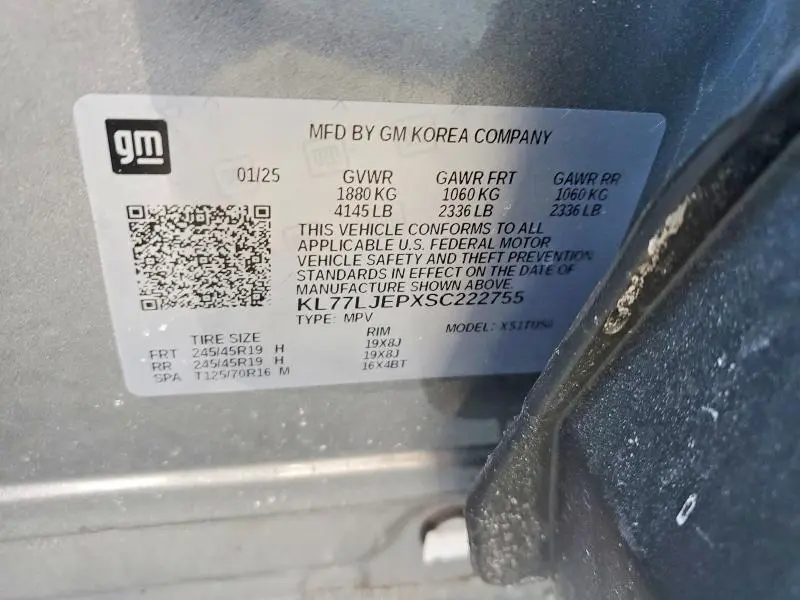 gm
MFD BY GM KOREA COMPANY
01/25 GVWR GAWR FRT GAWR RR
1880 KG 1060 KG 1060 KG
4145 LB 2336 LB 2336 LB
THIS VEHICLE CONFORMS TO ALL
APPLICABLE U.S. FEDERAL MOTOR
VEHICLE SAFETY AND THEFT PREVENTION
STANDARDS IN EFFECT ON THE DATE OF
MANUFACTURE SHOWN ABOVE.
KL77LJEPXSC222755
TYPE: MPV MODEL:
TIRE SIZE RIM
FRT 245/45R19 H 19X8J
RR 245/45R19 H 19X8J
SPA T125/70R16 M 16X4BT